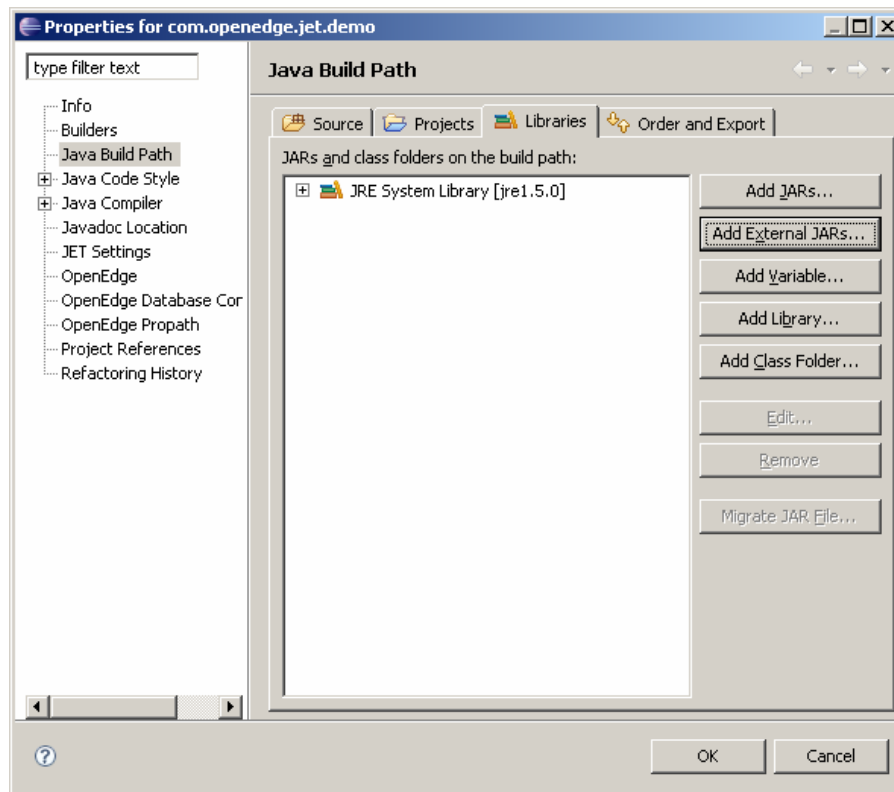 Properties for com.openedge.jet.demo
type filter text
Info
Builders
Java Build Path
Java Code Style
Java Compiler
Javadoc Location
JET Settings
OpenEdge
OpenEdge Database Cor
OpenEdge Propath
Project References
Refactoring History
Java Build Path
Source Projects Libraries Order and Export
JARs and class folders on the build path:
JRE System Library [jre1.5.0]
Add JARs...
Add External JARs...
Add Variable...
Add Library...
Add Class Folder...
Edit...
Remove
Migrate JAR File...
OK Cancel